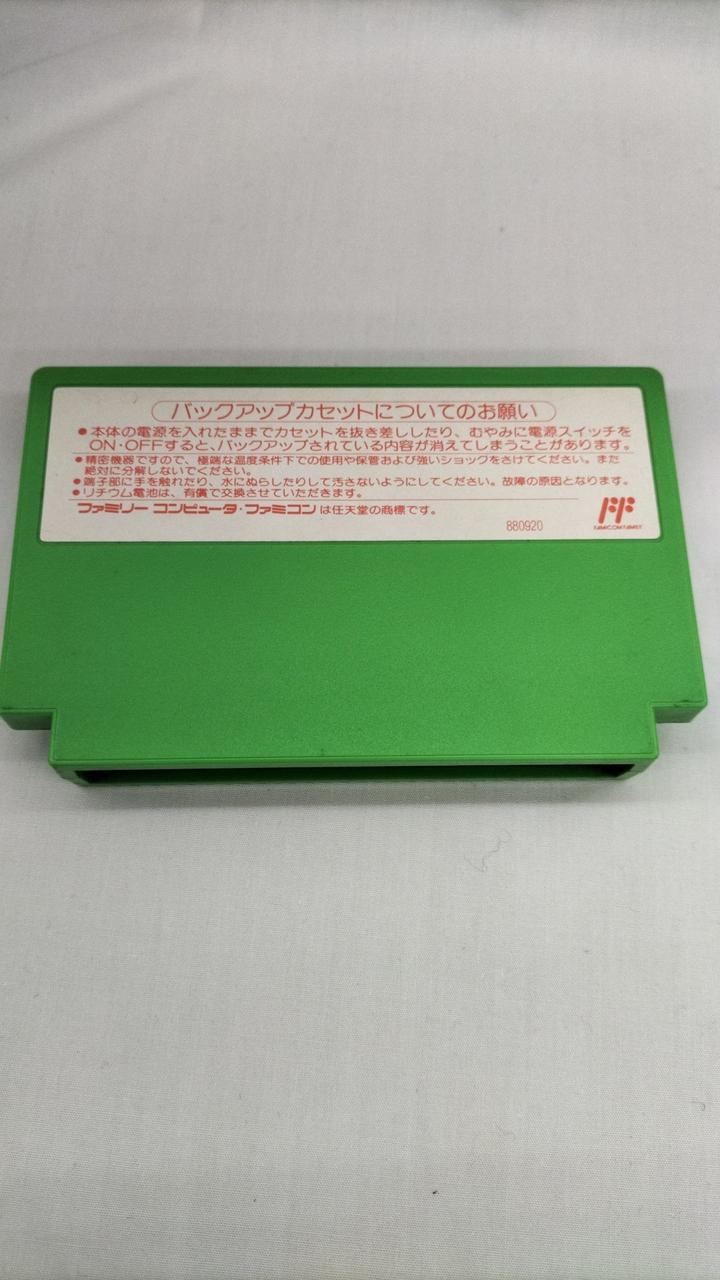 バックアップカセットについてのお願い
●本体の電源を入れたままでカセットを抜き差ししたり、むやみに電源スイッチを
ON・OFFすると、バックアップされている内容が消えてしまうことがあります。
●精密機器ですので、極端な温度条件下での使用や保管および強いショックをさけてください。また
絶対に分解しないでください。
●端子部に手を触れたり、水にぬらしたりして汚さないようにしてください。故障の原因となります。
●リチウム電池は、有償で交換させていただきます。
ファミリー コンピュータ・ファミコンは任天堂の商標です。
880920
FF
FAMICOM FAMILY